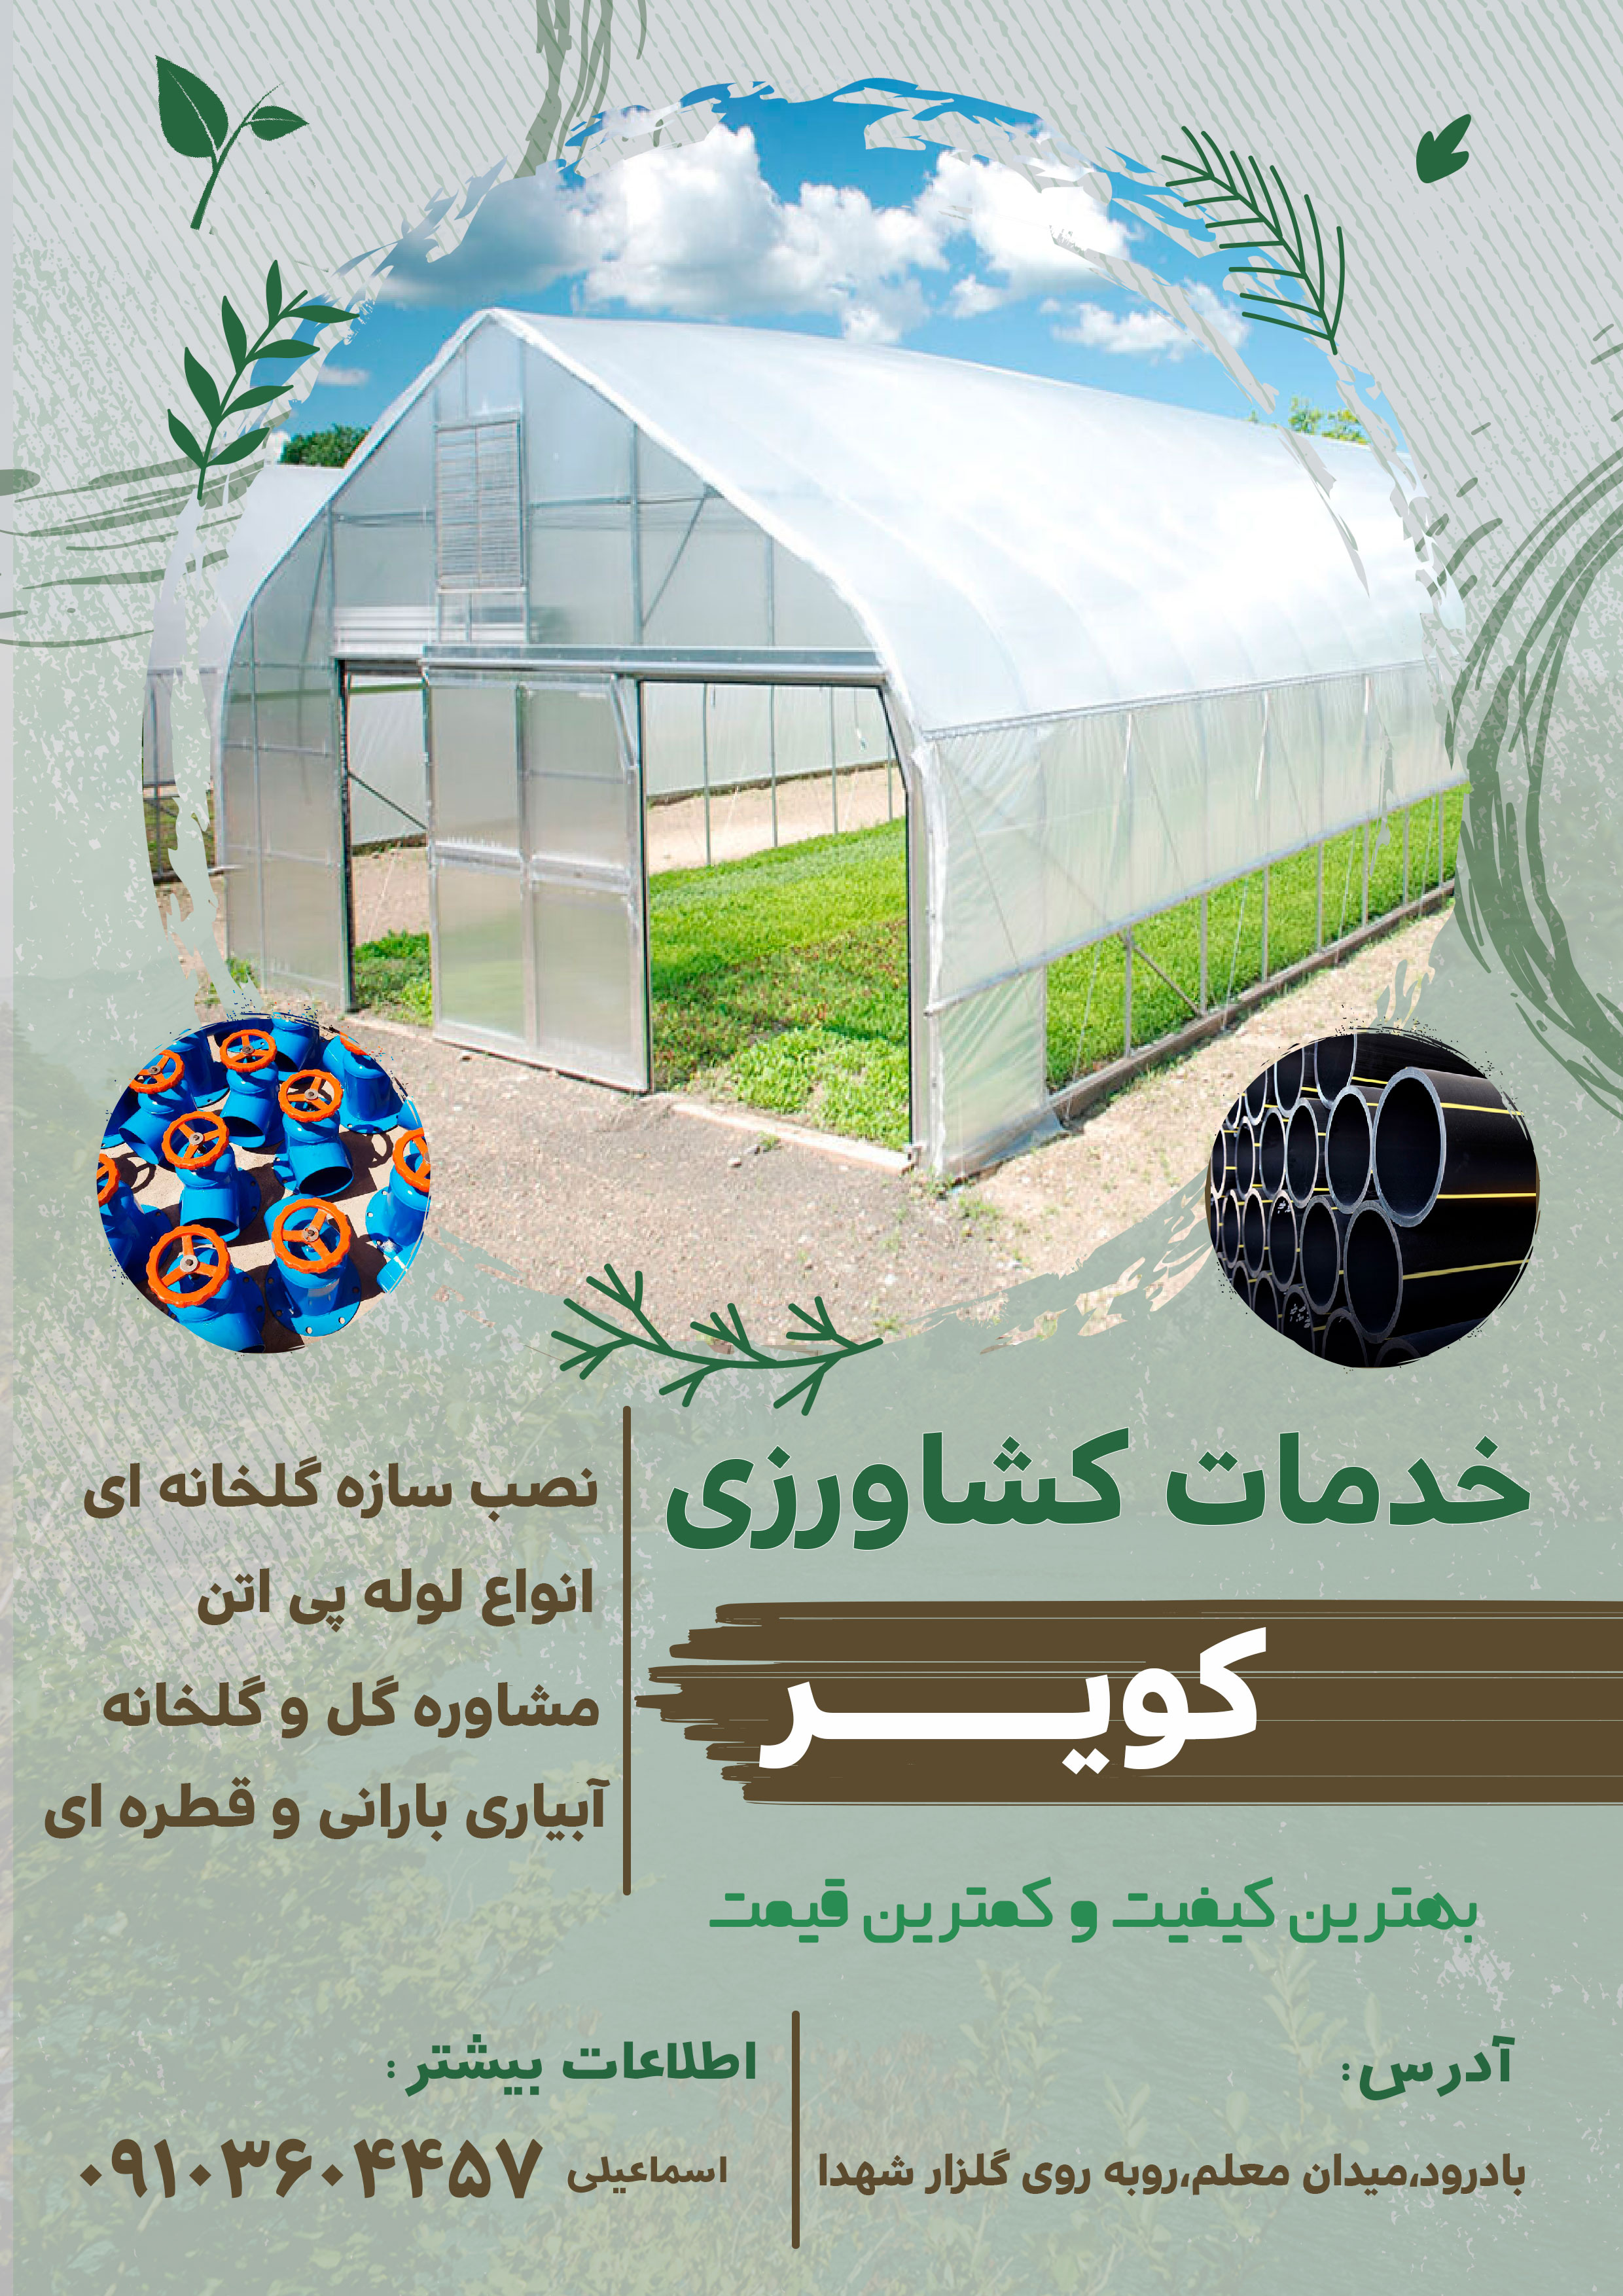 خدمات کشاورزی
کویـــر
بهترین کیفیت و کمترین قیمت
نصب سازه گلخانه ای
انواع لوله پی اتن
مشاوره گل و گلخانه
آبیاری بارانی و قطره ای
آدرس:
بادرود،میدان معلم،روبه روی گلزار شهدا
اطلاعات بیشتر :
اسماعیلی ۰۹۱۰۳۶۰۴۴۵۷